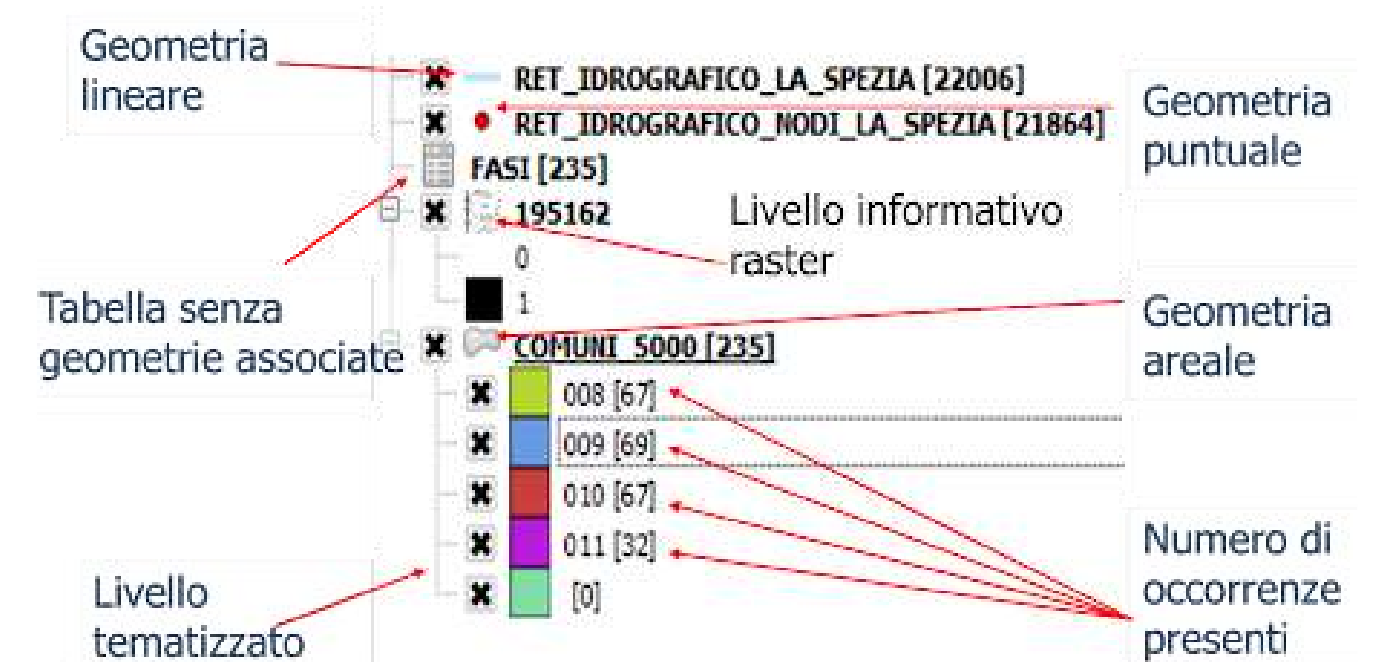 Geometria
lineare
RET_IDROGRAFICO_LA_SPEZIA [22006]
RET_IDROGRAFICO_NODI_LA_SPEZIA [21864]
Geometria
puntuale
FASI [235]
195162
Livello informativo
raster
0
1
Tabella senza
geometrie associate
COMUNI_5000 [235]
Geometria
areale
008 [67]
009 [69]
010 [67]
011 [32]
[0]
Numero di
occorrenze
presenti
Livello
tematizzato